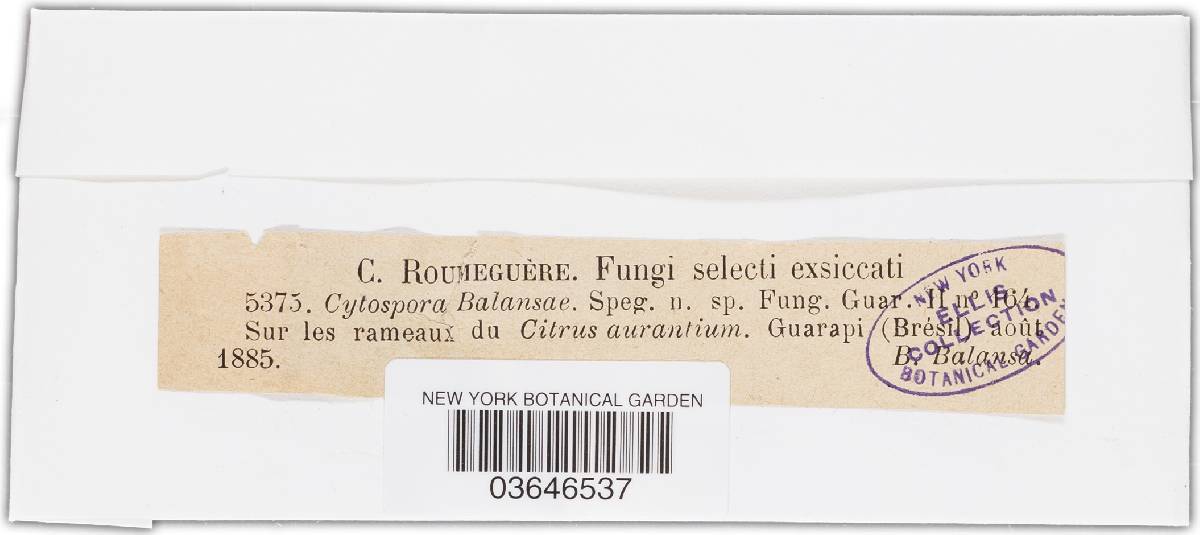 C. ROUMEGUÈRE. Fungi selecti exsiccati
5375. Cytospora Balansae. Speg. n. sp. Fung. Guar. II nº 164.
Sur les rameaux du Citrus aurantium. Guarapi (Brésil) août
1885. B. Balansa.
NEW YORK
ELLIS
COLLECTION
BOTANICAL GARDEN
NEW YORK BOTANICAL GARDEN
03646537